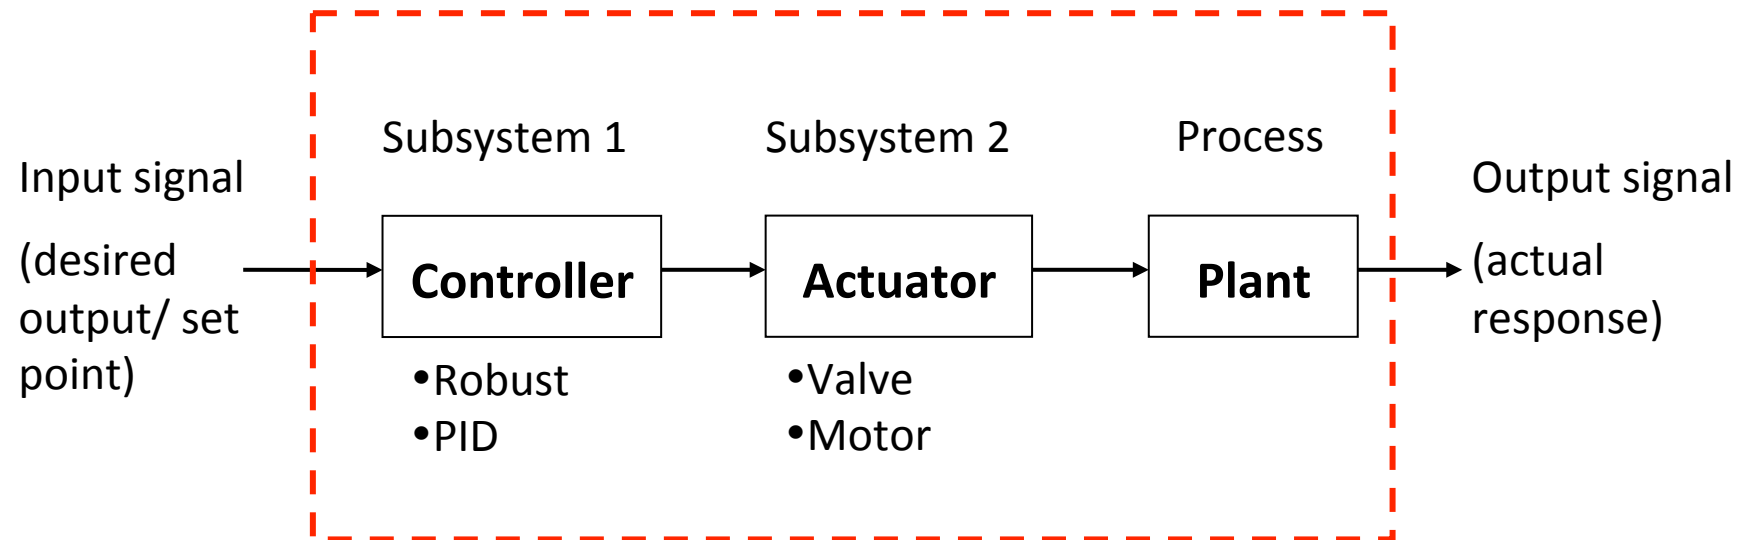 Subsystem 1
Subsystem 2
Process
Input signal
(desired
output/ set
point)
Controller
•Robust
•PID
Actuator
•Valve
•Motor
Plant
Output signal
(actual
response)